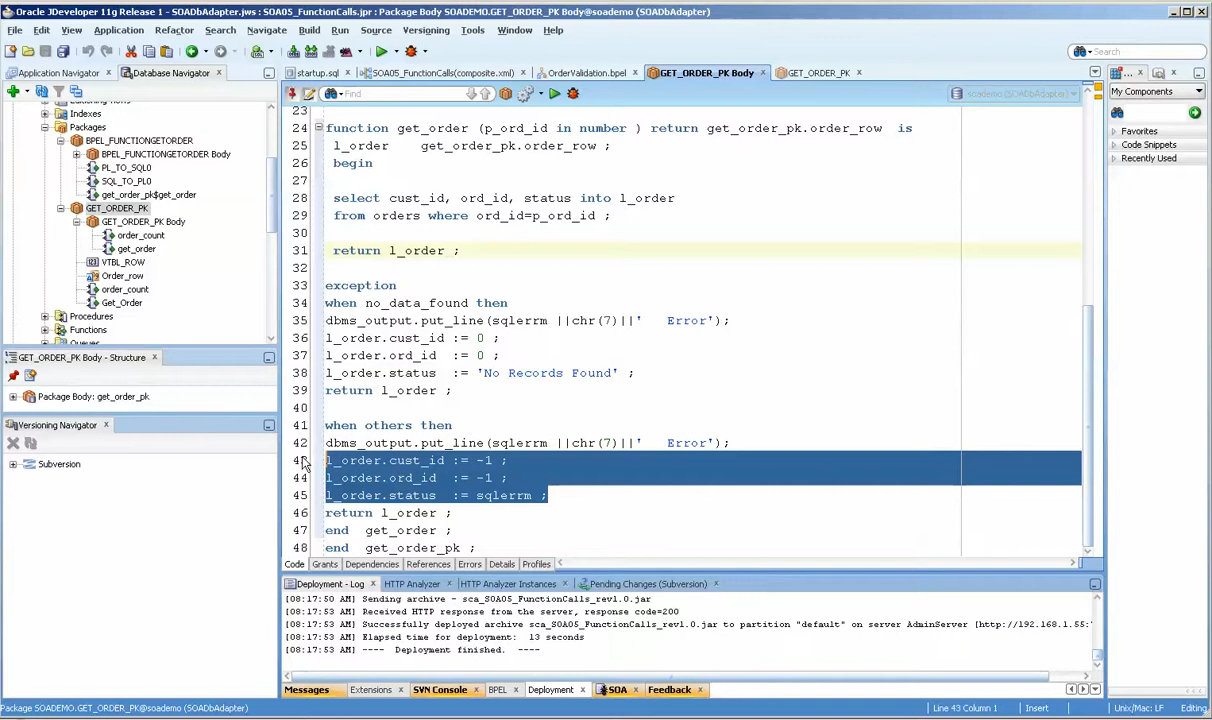 Oracle JDeveloper 11g Release 1 - SOADbAdapter.jws : SOA05_FunctionCalls.jpr : Package Body SOADEMO.GET_ORDER_PK Body@soademo (SOADbAdapter)
File Edit View Application Refactor Search Navigate Build Run Source Versioning Tools Window Help
Search
Application Navigator Database Navigator
startup.sql SOA05_FunctionCalls(composite.xml) OrderValidation.bpel GET_ORDER_PK Body GET_ORDER_PK
My Components
Find
soademo (SOADbAdapter)
Favorites
Code Snippets
Recently Used
Indexes
Packages
BPEL_FUNCTIONGETORDER
BPEL_FUNCTIONGETORDER Body
PL_TO_SQL0
SQL_TO_PL0
get_order_pk$get_order
GET_ORDER_PK
GET_ORDER_PK Body
order_count
get_order
VTBL_ROW
Order_row
order_count
Get_Order
Procedures
Functions
GET_ORDER_PK Body - Structure
Package Body: get_order_pk
Versioning Navigator
Subversion
23
24 function get_order (p_ord_id in number ) return get_order_pk.order_row is
25 l_order get_order_pk.order_row ;
26 begin
27
28 select cust_id, ord_id, status into l_order
29 from orders where ord_id=p_ord_id ;
30
31 return l_order ;
32
33 exception
34 when no_data_found then
35 dbms_output.put_line(sqlerrm ||chr(7)||' Error');
36 l_order.cust_id := 0 ;
37 l_order.ord_id := 0 ;
38 l_order.status := 'No Records Found' ;
39 return l_order ;
40
41 when others then
42 dbms_output.put_line(sqlerrm ||chr(7)||' Error');
43 l_order.cust_id := -1 ;
44 l_order.ord_id := -1 ;
45 l_order.status := sqlerrm ;
46 return l_order ;
47 end get_order ;
48 end get_order_pk ;
Code Grants Dependencies References Errors Details Profiles
Deployment - Log HTTP Analyzer HTTP Analyzer Instances Pending Changes (Subversion)
[08:17:50 AM] Sending archive - sca_SOA05_FunctionCalls_rev1.0.jar
[08:17:53 AM] Received HTTP response from the server, response code=200
[08:17:53 AM] Successfully deployed archive sca_SOA05_FunctionCalls_rev1.0.jar to partition "default" on server AdminServer [http://192.168.1.55:
[08:17:53 AM] Elapsed time for deployment: 13 seconds
[08:17:53 AM] ---- Deployment finished. ----
Messages Extensions SVN Console BPEL Deployment SOA Feedback
Package Body SOADEMO.GET_ORDER_PK@soademo (SOADbAdapter) Line 43 Column 1 Insert Unix/Mac: LF Editing